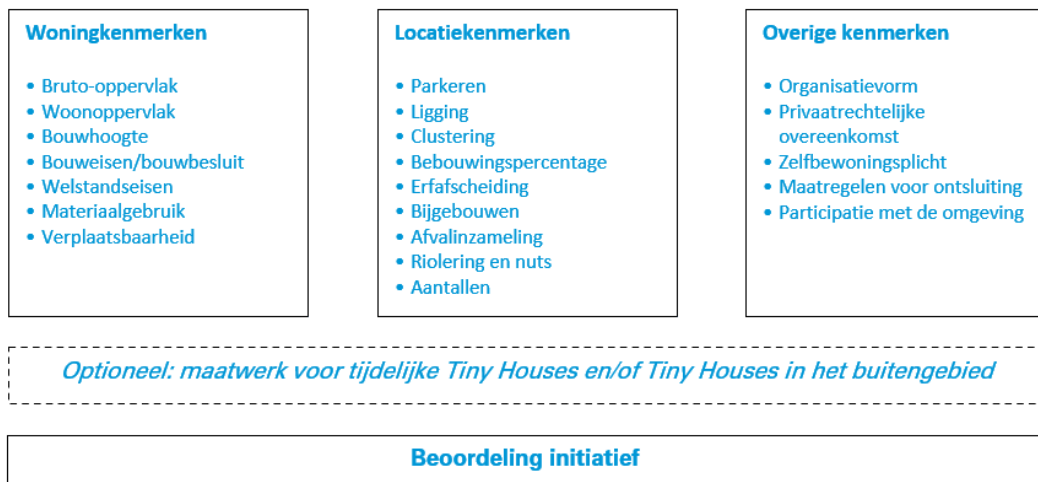 Woningkenmerken
• Bruto-oppervlak
• Woonoppervlak
• Bouwhoogte
• Bouweisen/bouwbesluit
• Welstandseisen
• Materiaalgebruik
• Verplaatsbaarheid
Locatiekenmerken
• Parkeren
• Ligging
• Clustering
• Bebouwingspercentage
• Erfafscheiding
• Bijgebouwen
• Afvalinzameling
• Riolering en nuts
• Aantallen
Overige kenmerken
• Organisatievorm
• Privaatrechtelijke
overeenkomst
• Zelfbewoningsplicht
• Maatregelen voor ontsluiting
• Participatie met de omgeving
Optioneel: maatwerk voor tijdelijke Tiny Houses en/of Tiny Houses in het buitengebied
Beoordeling initiatief